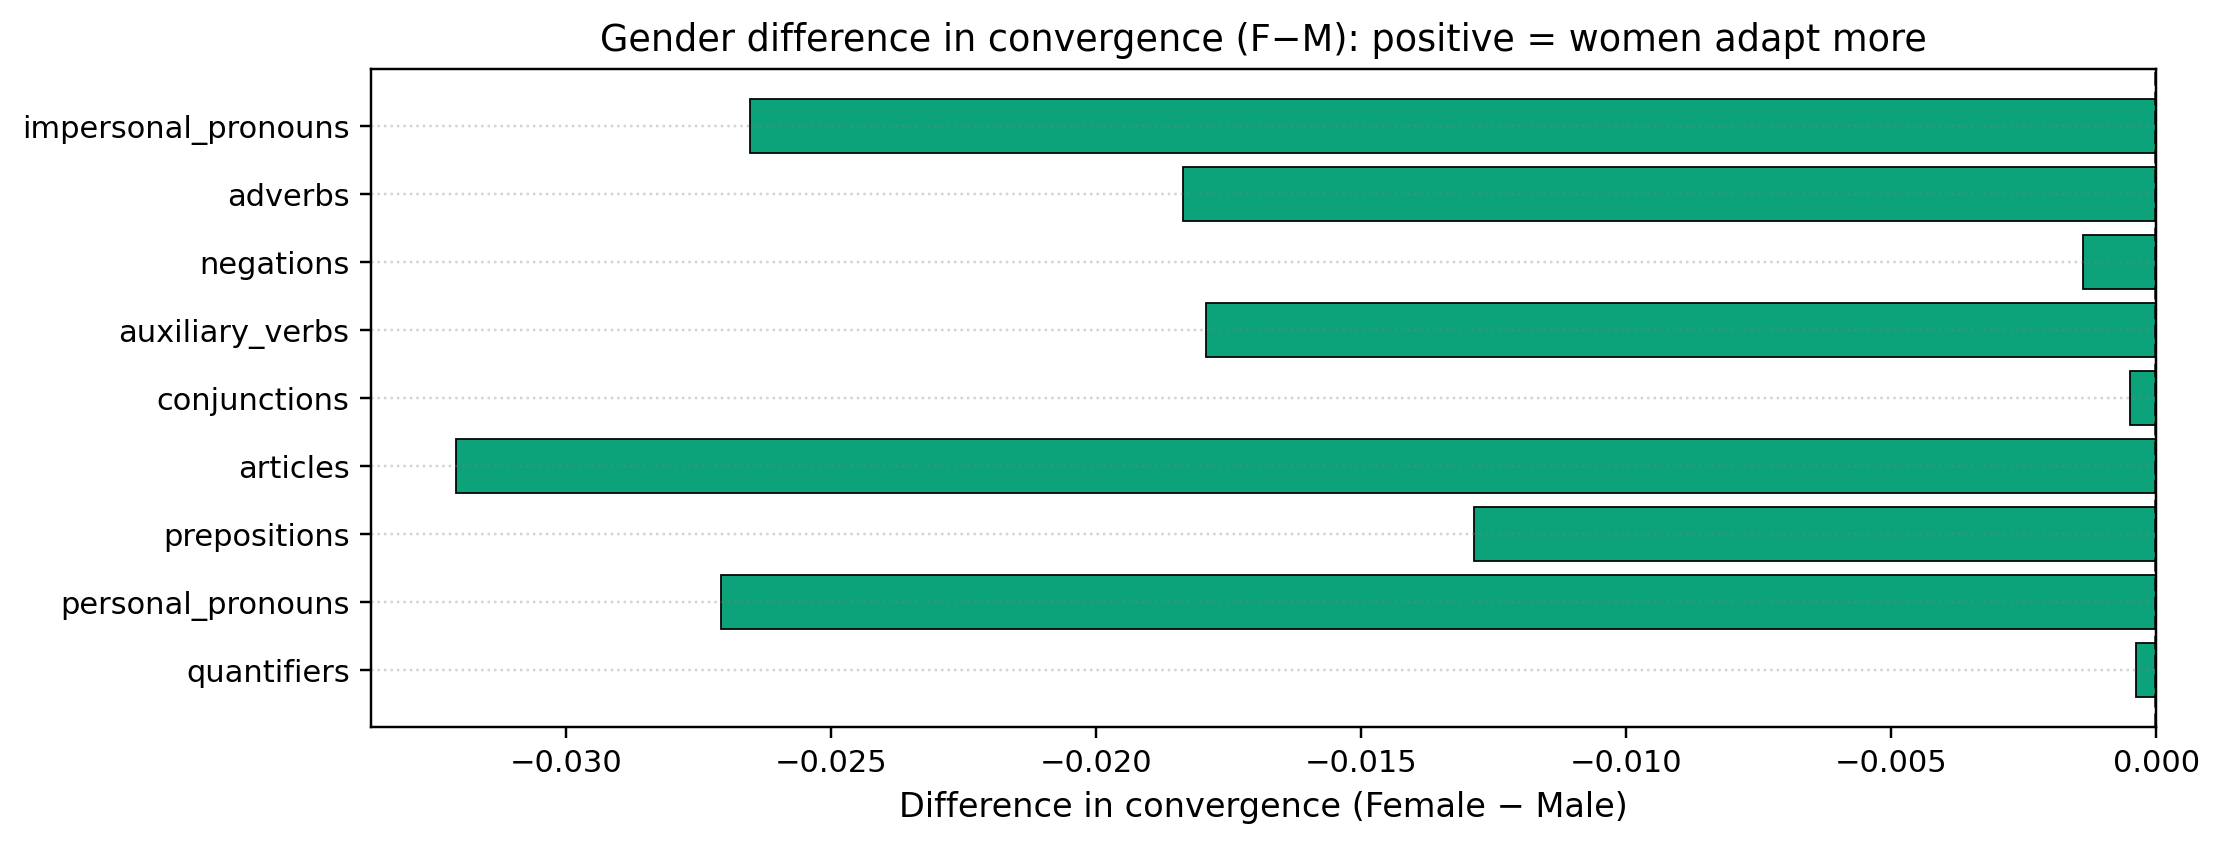 Gender difference in convergence (F−M): positive = women adapt more
impersonal_pronouns
adverbs
negations
auxiliary_verbs
conjunctions
articles
prepositions
personal_pronouns
quantifiers
−0.030 −0.025 −0.020 −0.015 −0.010 −0.005 0.000
Difference in convergence (Female − Male)